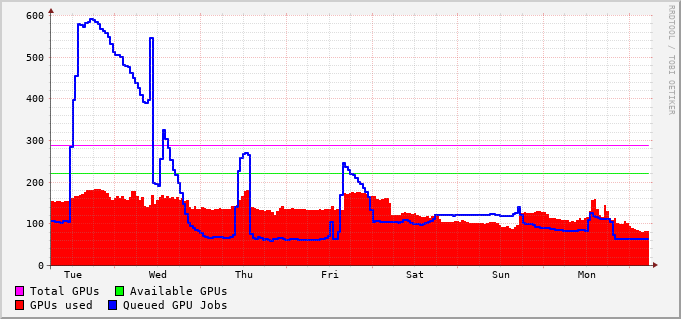 600
500
400
300
200
100
0
Tue Wed Thu Fri Sat Sun Mon
Total GPUs Available GPUs
GPUs used Queued GPU Jobs
RRDTOOL / TOBI OETIKER